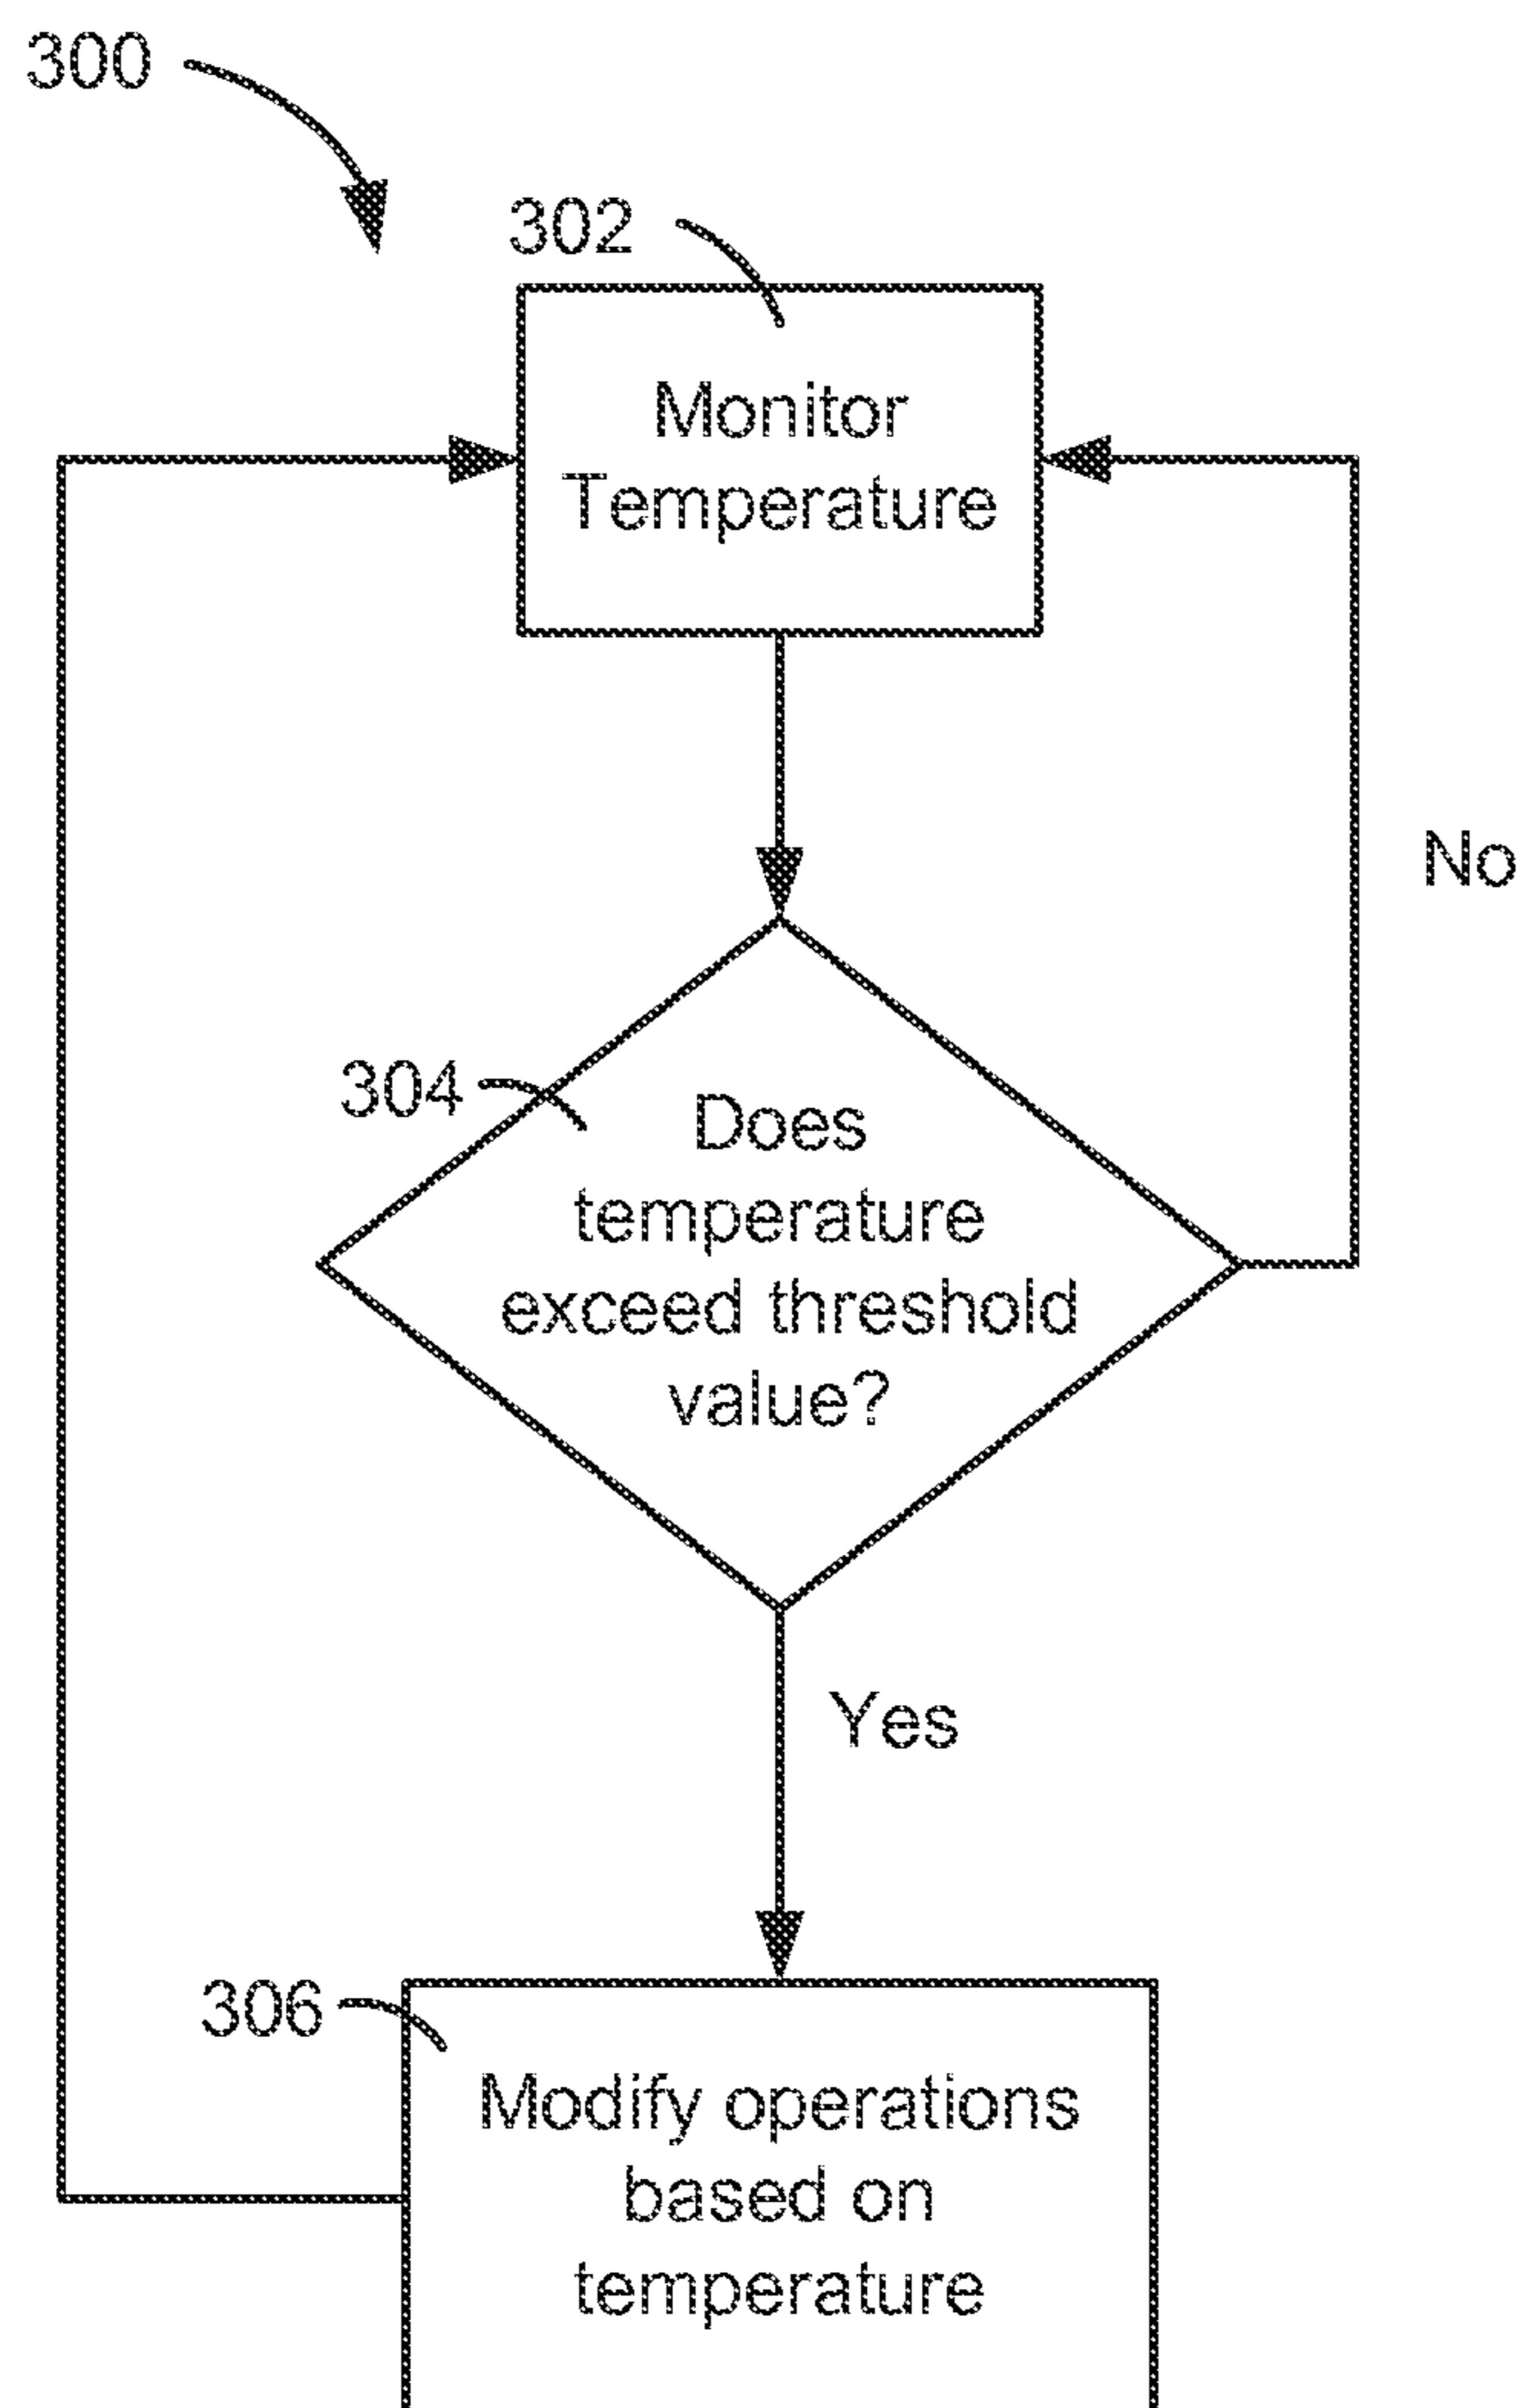 300
302
Monitor
Temperature
No
304
Does
temperature
exceed threshold
value?
Yes
306
Modify operations
based on
temperature